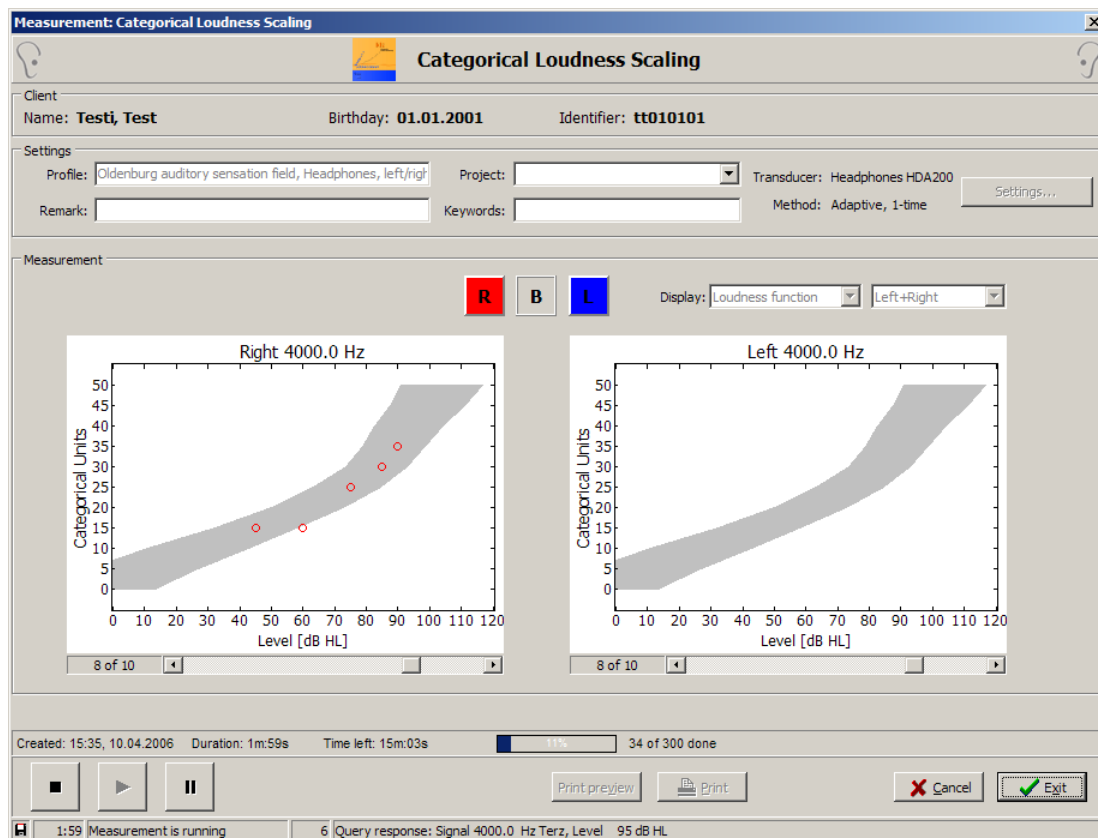 Measurement: Categorical Loudness Scaling
Categorical Loudness Scaling
Client
Name: Testi, Test Birthday: 01.01.2001 Identifier: tt010101
Settings
Profile: Oldenburg auditory sensation field, Headphones, left/righ Project: Transducer: Headphones HDA200 Settings...
Remark: Keywords: Method: Adaptive, 1-time
Measurement
R B L Display: Loudness function Left+Right
Right 4000.0 Hz
Categorical Units
50
45
40
35
30
25
20
15
10
5
0
0 10 20 30 40 50 60 70 80 90 100 110 120
Level [dB HL]
8 of 10
Left 4000.0 Hz
Categorical Units
50
45
40
35
30
25
20
15
10
5
0
0 10 20 30 40 50 60 70 80 90 100 110 120
Level [dB HL]
8 of 10
Created: 15:35, 10.04.2006 Duration: 1m:59s Time left: 15m:03s 11% 34 of 300 done
Print preview Print Cancel Exit
1:59 Measurement is running 6 Query response: Signal 4000.0 Hz Terz, Level 95 dB HL